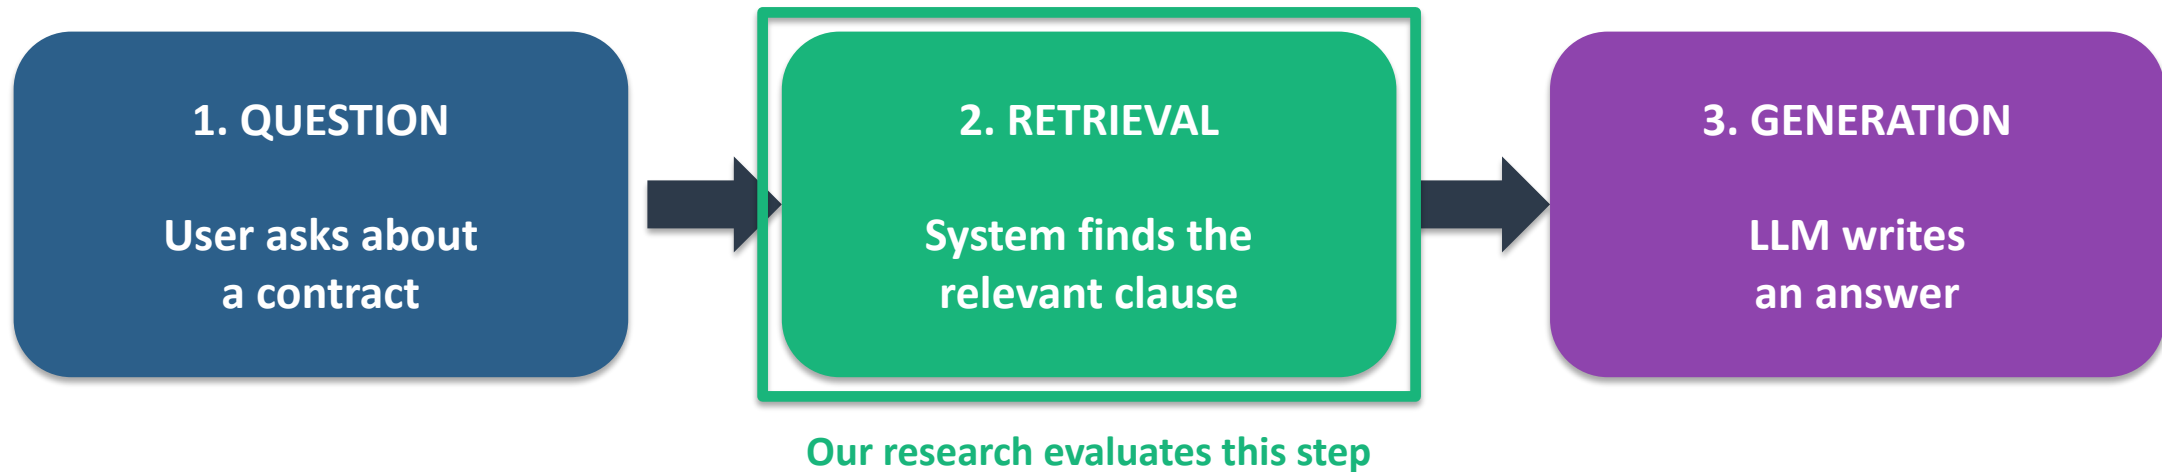 1. QUESTION
User asks about
a contract
2. RETRIEVAL
System finds the
relevant clause
3. GENERATION
LLM writes
an answer
Our research evaluates this step